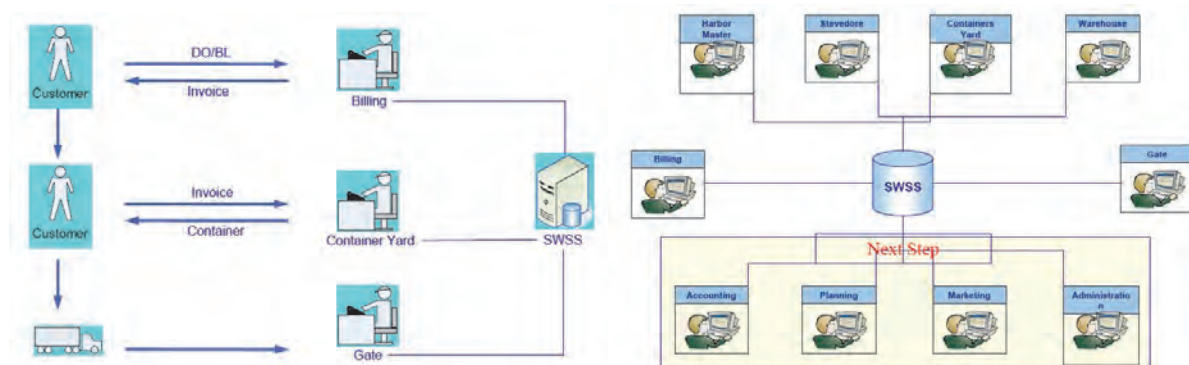 DO/BL
Invoice
Customer
Billing
Invoice
Container
Customer
Container Yard
SWSS
Gate
Harbor
Master
Stevedore
Containers
Yard
Warehouse
Billing
SWSS
Gate
Next Step
Accounting
Planning
Marketing
Administratio
n